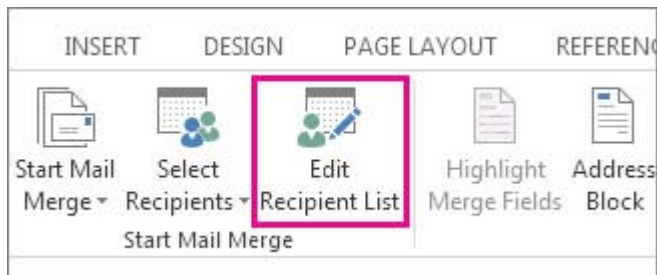 INSERT DESIGN PAGE LAYOUT REFERENC
Start Mail Merge
Select Recipients
Edit Recipient List
Highlight Merge Fields
Address Block
Start Mail Merge